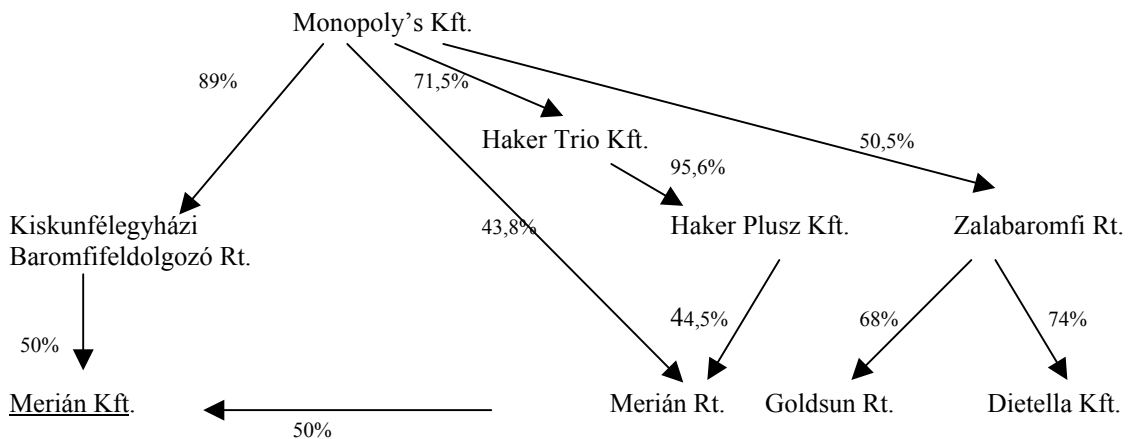 Monopoly’s Kft.
89%
71,5%
Haker Trio Kft.
50,5%
95,6%
Kiskunfélegyházi
Baromfifeldolgozó Rt.
43,8%
Haker Plusz Kft.
Zalabaromfi Rt.
50%
44,5%
68%
74%
Merián Kft.
Merián Rt.
Goldsun Rt.
Dietella Kft.
50%